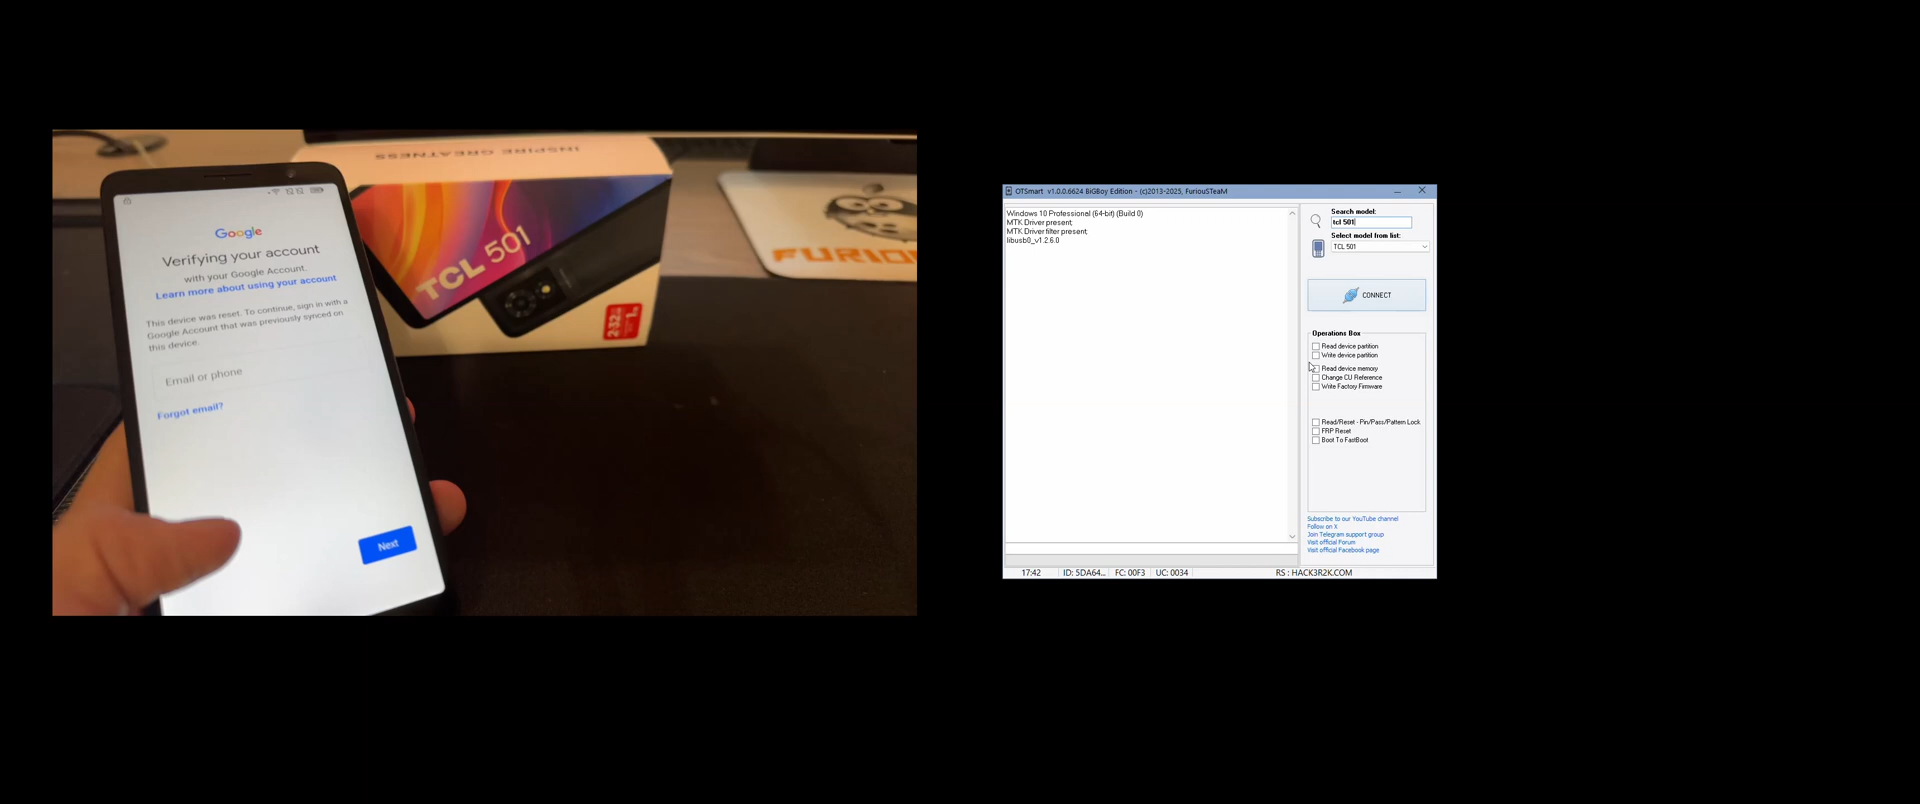 INSPIRE GREATNESS
Google
Verifying your account
with your Google Account.
Learn more about using your account
This device was reset. To continue, sign in with a
Google Account that was previously synced on
this device.
Email or phone
Forgot email?
Next
TCL 501
FURIO
OTSmart v1.0.0.6624 BiGBoy Edition - (c)2013-2025, FuriouSTeaM
Windows 10 Professional (64-bit) (Build 0)
MTK Driver present;
MTK Driver filter present;
libusb0_v1.2.6.0
Search model:
tcl 501
Select model from list:
TCL 501
CONNECT
Operations Box
Read device partition
Write device partition
Read device memory
Change CU Reference
Write Factory Firmware
Read/Reset - Pin/Pass/Pattern Lock
FRP Reset
Boot To FastBoot
Subscribe to our YouTube channel
Follow on X
Join Telegram support group
Visit official Forum
Visit official Facebook page
17:42 ID: 5DA64... FC: 00F3 UC: 0034 RS : HACK3R2K.COM